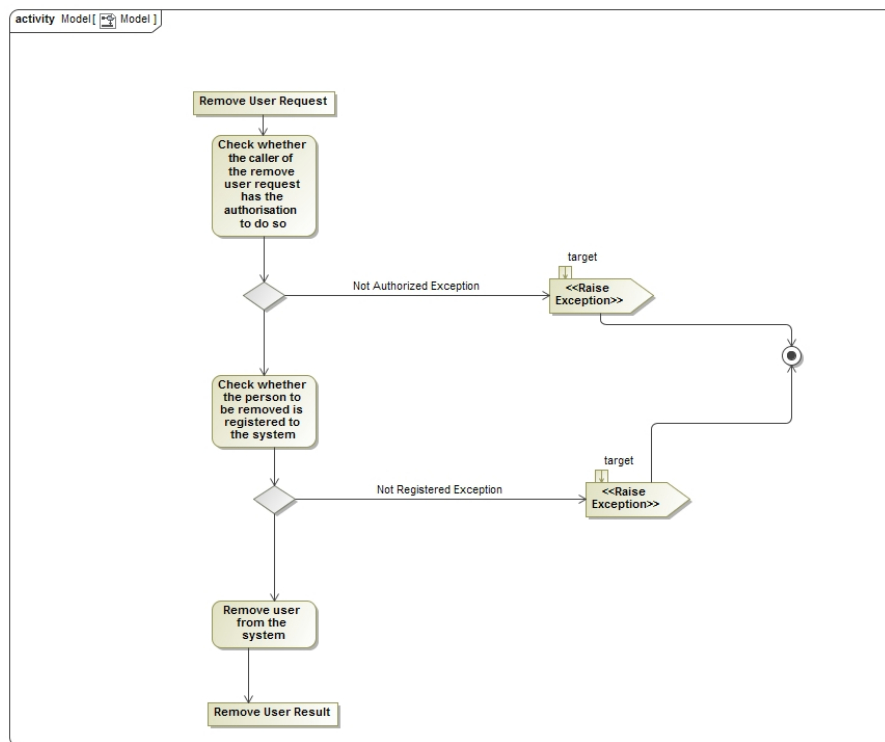 activity Model[ Model ]
Remove User Request
Check whether
the caller of
the remove
user request
has the
authorisation
to do so
target
Not Authorized Exception
<<Raise
Exception>>
Check whether
the person to
be removed is
registered to
the system
target
Not Registered Exception
<<Raise
Exception>>
Remove user
from the
system
Remove User Result